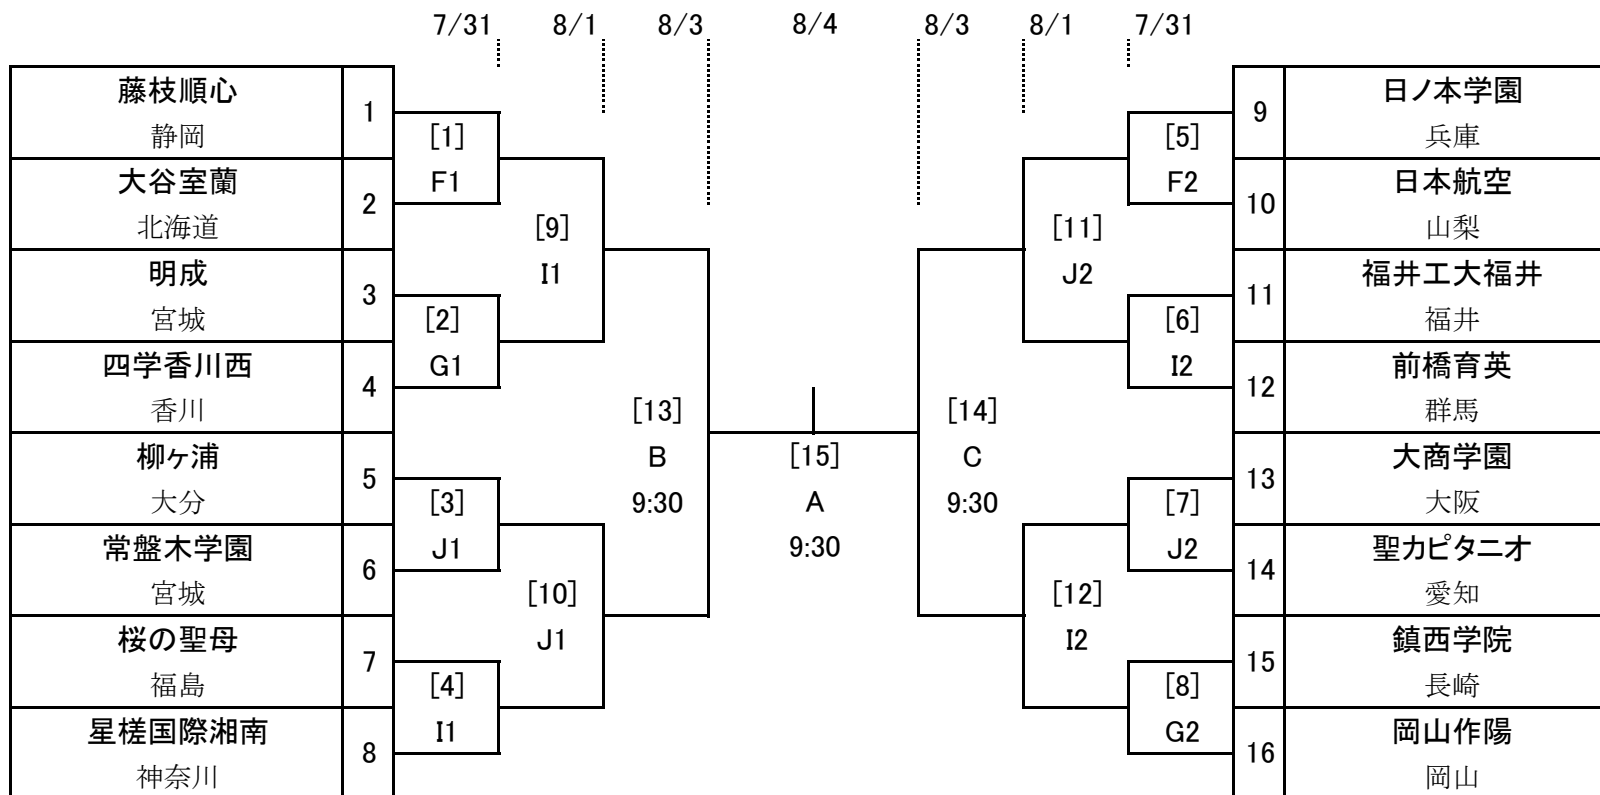 7/31 8/1 8/3 8/4 8/3 8/1 7/31
藤枝順心 日ノ本学園
1 9
静岡 [1] [5] 兵庫
大谷室蘭 F1 F2 日本航空
2 10
北海道 [9] [11] 山梨
明成 I1 J2 福井工大福井
3 11
宮城 [2] [6] 福井
四学香川西 G1 I2 前橋育英
4 12
香川 [13] [14] 群馬
柳ヶ浦 B [15] C 大商学園
5 13
大分 [3] 9:30 A 9:30 [7] 大阪
常盤木学園 J1 9:30 J2 聖カピタニオ
6 14
宮城 [10] [12] 愛知
桜の聖母 J1 I2 鎮西学院
7 15
福島 [4] [8] 長崎
星槎国際湘南 I1 G2 岡山作陽
8 16
神奈川 岡山